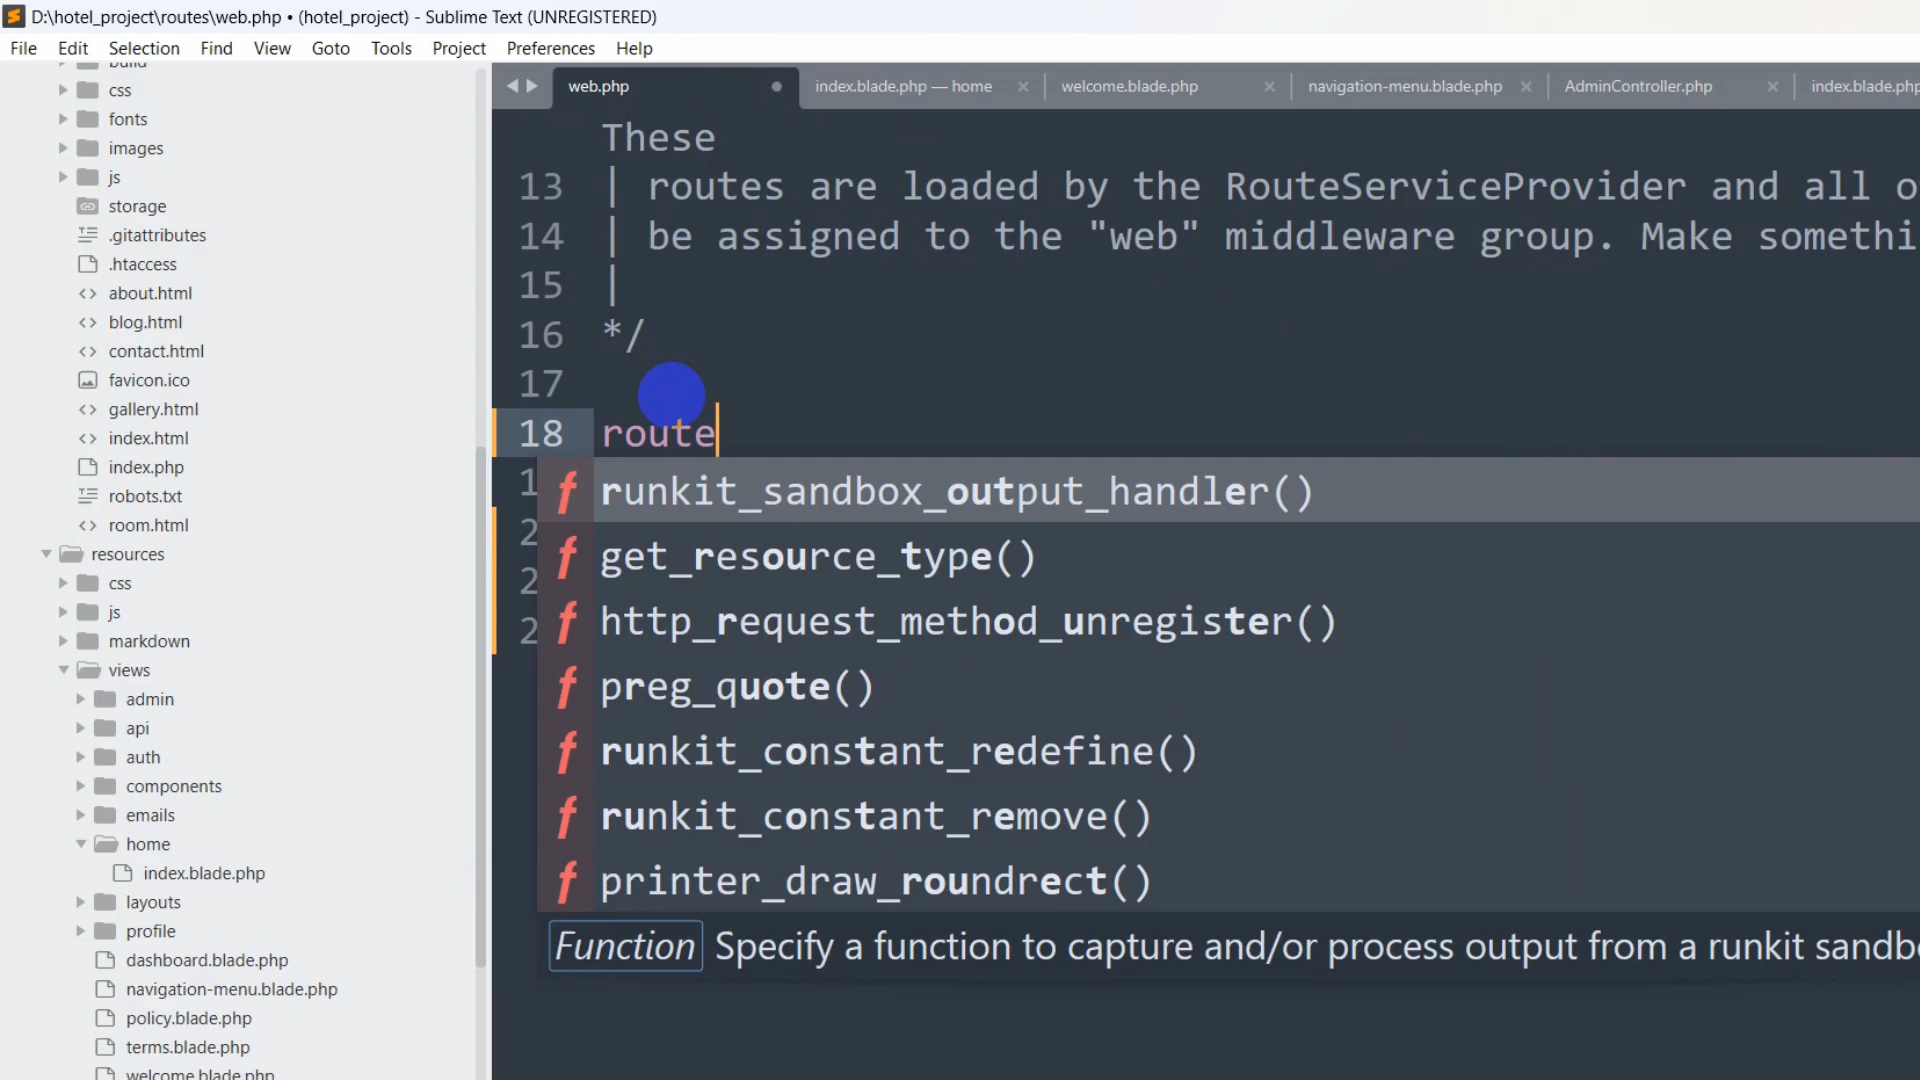 D:\hotel_project\routes\web.php • (hotel_project) - Sublime Text (UNREGISTERED)
File Edit Selection Find View Goto Tools Project Preferences Help
build
css
fonts
images
js
storage
.gitattributes
.htaccess
about.html
blog.html
contact.html
favicon.ico
gallery.html
index.html
index.php
robots.txt
room.html
resources
css
js
markdown
views
admin
api
auth
components
emails
home
index.blade.php
layouts
profile
dashboard.blade.php
navigation-menu.blade.php
policy.blade.php
terms.blade.php
welcome.blade.php
web.php index.blade.php — home welcome.blade.php navigation-menu.blade.php AdminController.php index.blade.php
These
13 | routes are loaded by the RouteServiceProvider and all o
14 | be assigned to the "web" middleware group. Make somethi
15 |
16 */
17
18 route
f runkit_sandbox_output_handler()
f get_resource_type()
f http_request_method_unregister()
f preg_quote()
f runkit_constant_redefine()
f runkit_constant_remove()
f printer_draw_roundrect()
Function Specify a function to capture and/or process output from a runkit sandbo